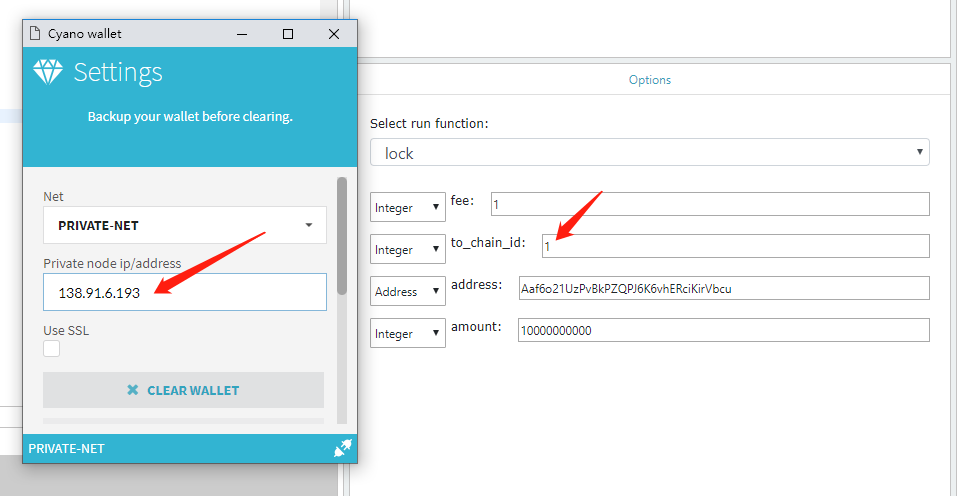 Cyano wallet
Settings
Backup your wallet before clearing.
Net
PRIVATE-NET
Private node ip/address
138.91.6.193
Use SSL
CLEAR WALLET
PRIVATE-NET
Options
Select run function:
lock
Integer fee: 1
Integer to_chain_id: 1
Address address: Aaf6o21UzPvBkPZQPJ6K6vhERciKirVbcu
Integer amount: 10000000000